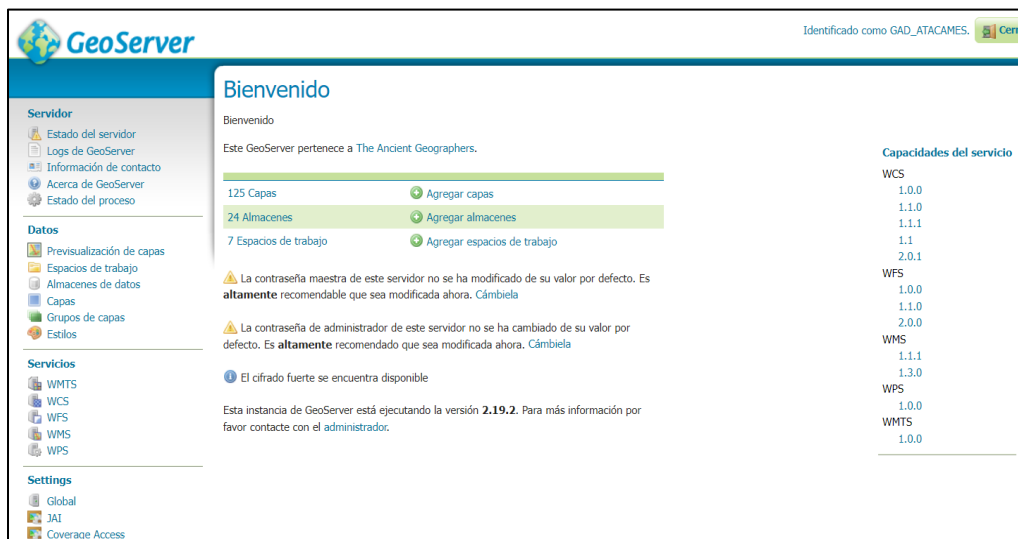 GeoServer
Identificado como GAD_ATACAMES.
Servidor
Estado del servidor
Logs de GeoServer
Información de contacto
Acerca de GeoServer
Estado del proceso
Datos
Previsualización de capas
Espacios de trabajo
Almacenes de datos
Capas
Grupos de capas
Estilos
Servicios
WMTS
WCS
WFS
WMS
WPS
Settings
Global
JAI
Coverage Access
Bienvenido
Bienvenido
Este GeoServer pertenece a The Ancient Geographers.
125 Capas Agregar capas
24 Almacenes Agregar almacenes
7 Espacios de trabajo Agregar espacios de trabajo
La contraseña maestra de este servidor no se ha modificado de su valor por defecto. Es
altamente recomendable que sea modificada ahora. Cámbiela
La contraseña de administrador de este servidor no se ha cambiado de su valor por
defecto. Es altamente recomendado que sea modificada ahora. Cámbiela
El cifrado fuerte se encuentra disponible
Esta instancia de GeoServer está ejecutando la versión 2.19.2. Para más información por
favor contacte con el administrador.
Capacidades del servicio
WCS
1.0.0
1.1.0
1.1.1
1.1
2.0.1
WFS
1.0.0
1.1.0
2.0.0
WMS
1.1.1
1.3.0
WPS
1.0.0
WMTS
1.0.0